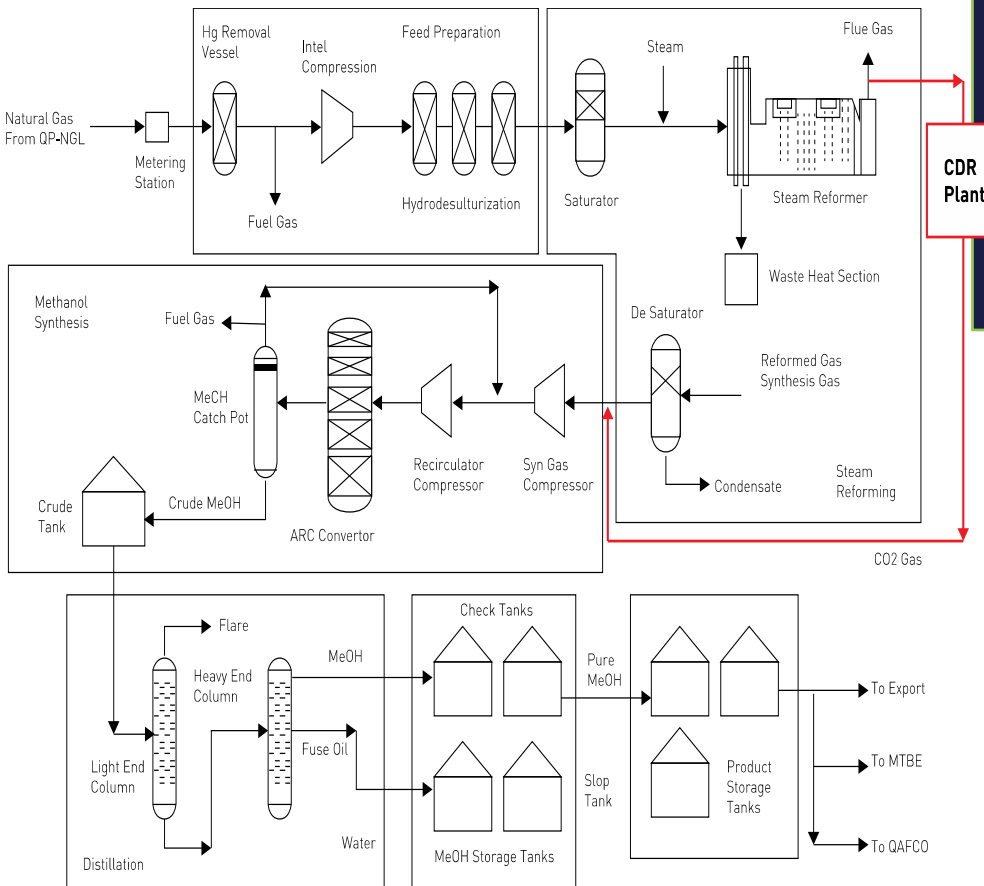 Hg Removal
Vessel
Intel
Compression
Feed Preparation
Steam
Flue Gas
Natural Gas
From QP-NGL
Metering
Station
Fuel Gas
Hydrodesulturization
Saturator
Steam Reformer
CDR
Plant
Waste Heat Section
Methanol
Synthesis
Fuel Gas
De Saturator
Reformed Gas
Synthesis Gas
MeCH
Catch Pot
Recirculator
Compressor
Syn Gas
Compressor
Condensate
Steam
Reforming
Crude
Tank
Crude MeOH
ARC Convertor
CO2 Gas
Flare
Heavy End
Column
MeOH
Check Tanks
Pure
MeOH
To Export
Fuse Oil
Light End
Column
Slop
Tank
Product
Storage
Tanks
To MTBE
Water
Distillation
MeOH Storage Tanks
To QAFCO